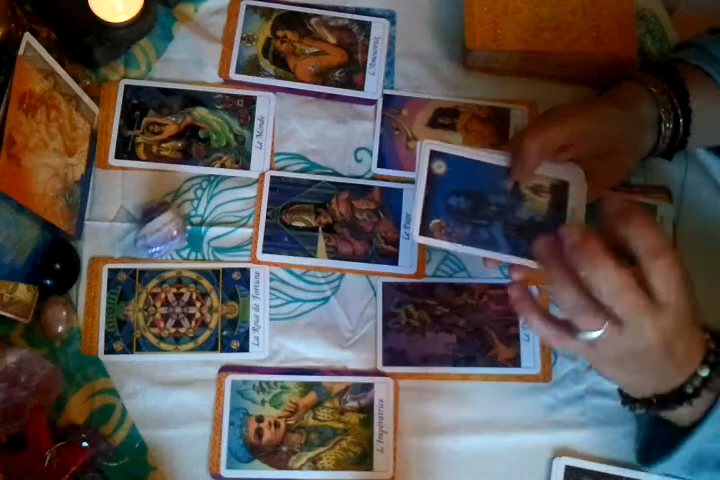 L'Amoureux
Le Monde
Le Pape
La Roue de Fortune
L'Impératrice